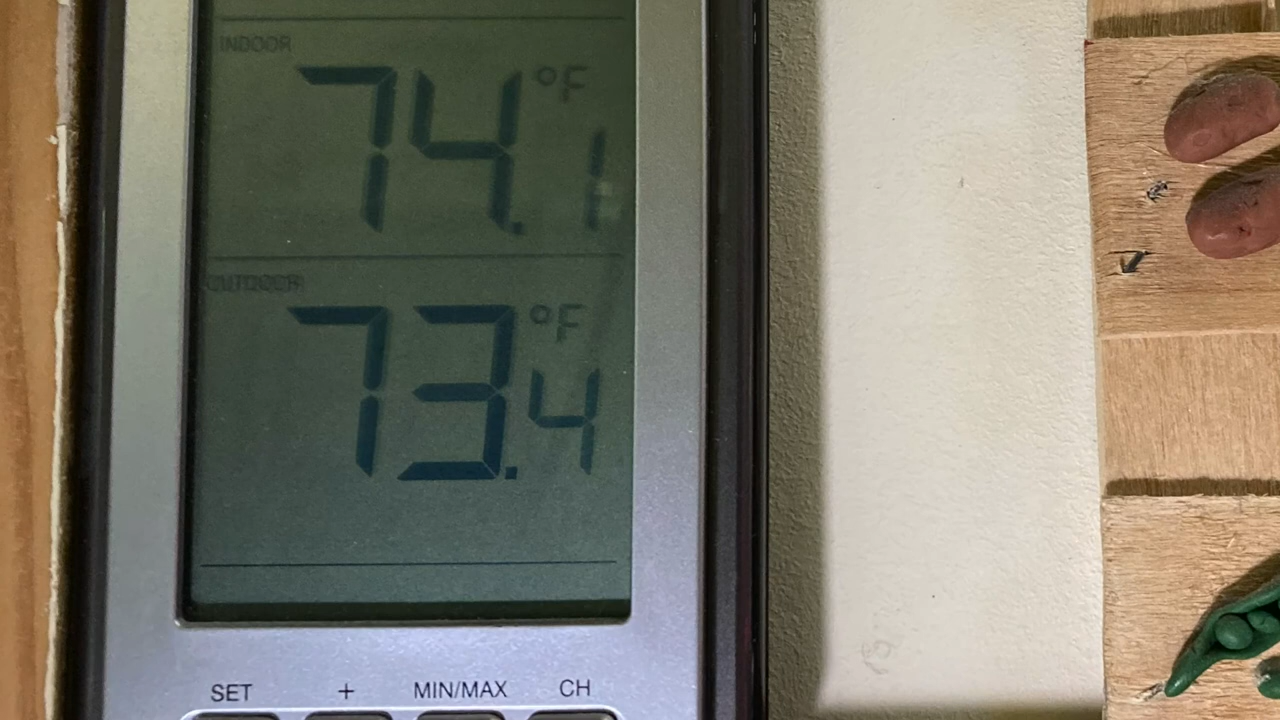 INDOOR
74.1 °F
OUTDOOR
73.4 °F
SET + MIN/MAX CH